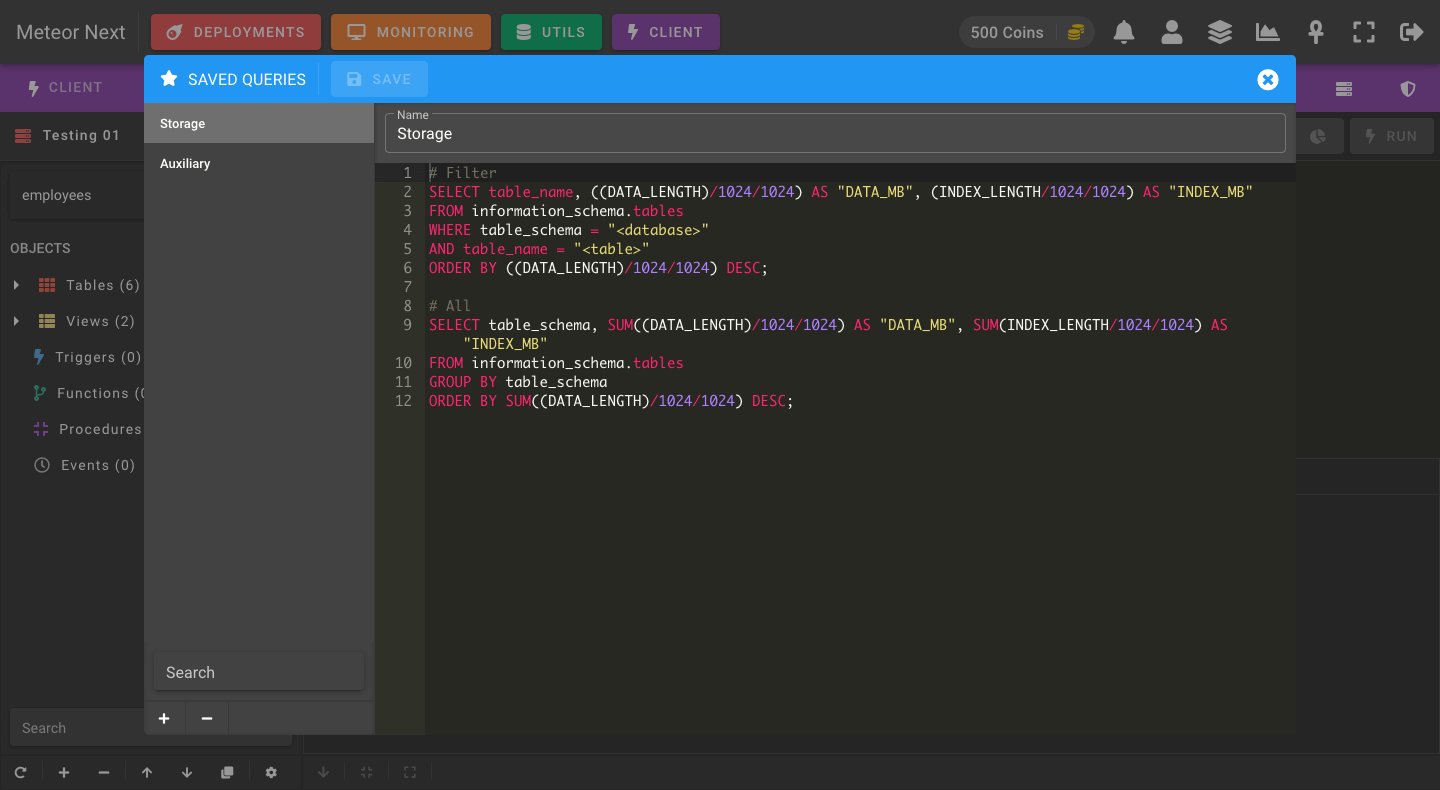 Meteor Next
DEPLOYMENTS
MONITORING
UTILS
CLIENT
500 Coins
CLIENT
SAVED QUERIES
SAVE
Testing 01
RUN
employees
OBJECTS
Tables (6)
Views (2)
Triggers (0)
Functions (0
Procedures
Events (0)
Search
Storage
Auxiliary
Search
Name
Storage
1 # Filter
2 SELECT table_name, ((DATA_LENGTH)/1024/1024) AS "DATA_MB", (INDEX_LENGTH/1024/1024) AS "INDEX_MB"
3 FROM information_schema.tables
4 WHERE table_schema = "<database>"
5 AND table_name = "<table>"
6 ORDER BY ((DATA_LENGTH)/1024/1024) DESC;
7
8 # All
9 SELECT table_schema, SUM((DATA_LENGTH)/1024/1024) AS "DATA_MB", SUM(INDEX_LENGTH/1024/1024) AS
"INDEX_MB"
10 FROM information_schema.tables
11 GROUP BY table_schema
12 ORDER BY SUM((DATA_LENGTH)/1024/1024) DESC;